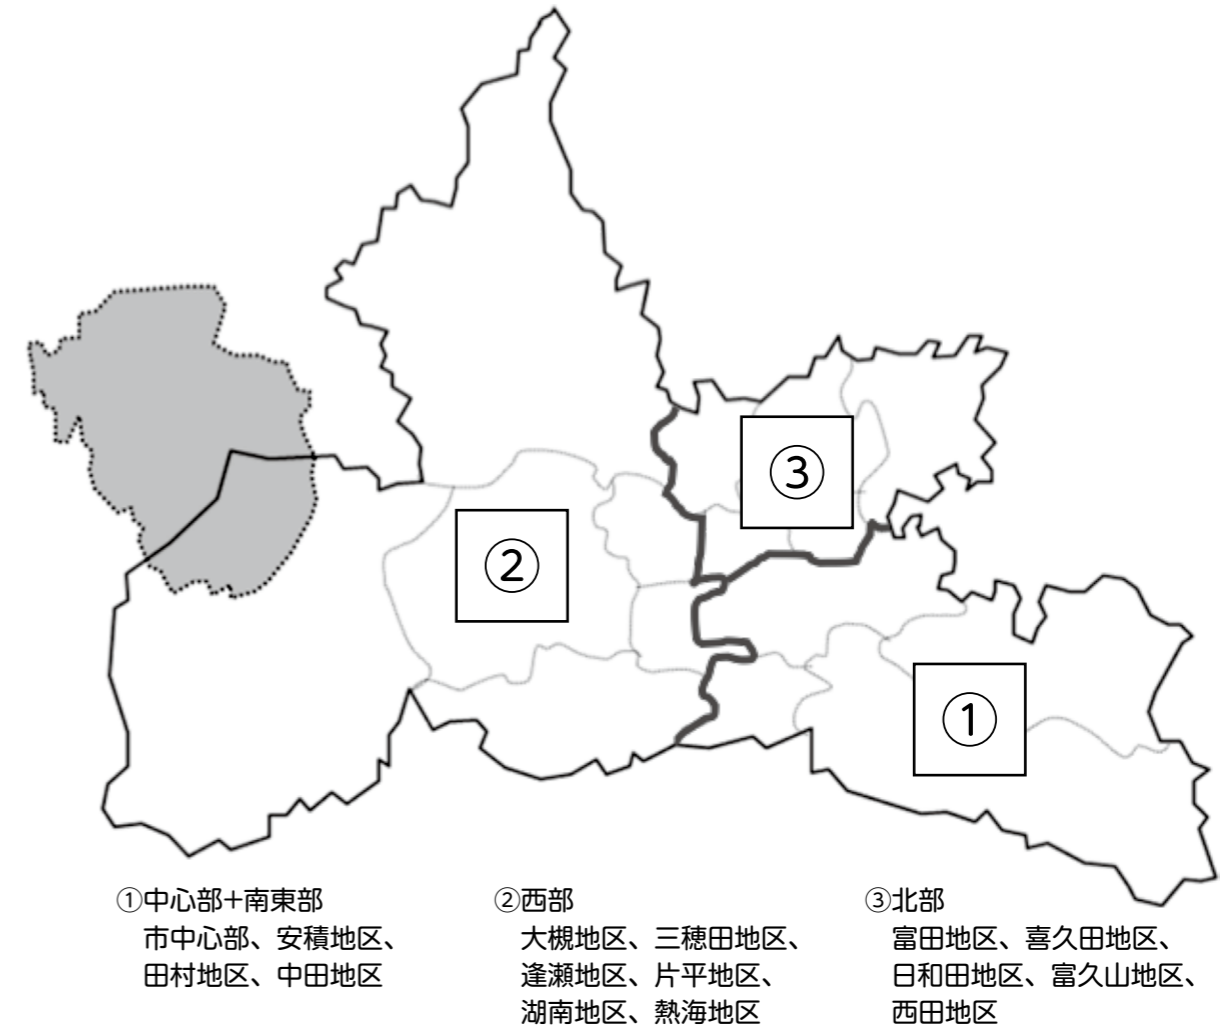 ③
②
①
①中心部+南東部
市中心部、安積地区、
田村地区、中田地区
②西部
大槻地区、三穂田地区、
逢瀬地区、片平地区、
湖南地区、熱海地区
③北部
富田地区、喜久田地区、
日和田地区、富久山地区、
西田地区